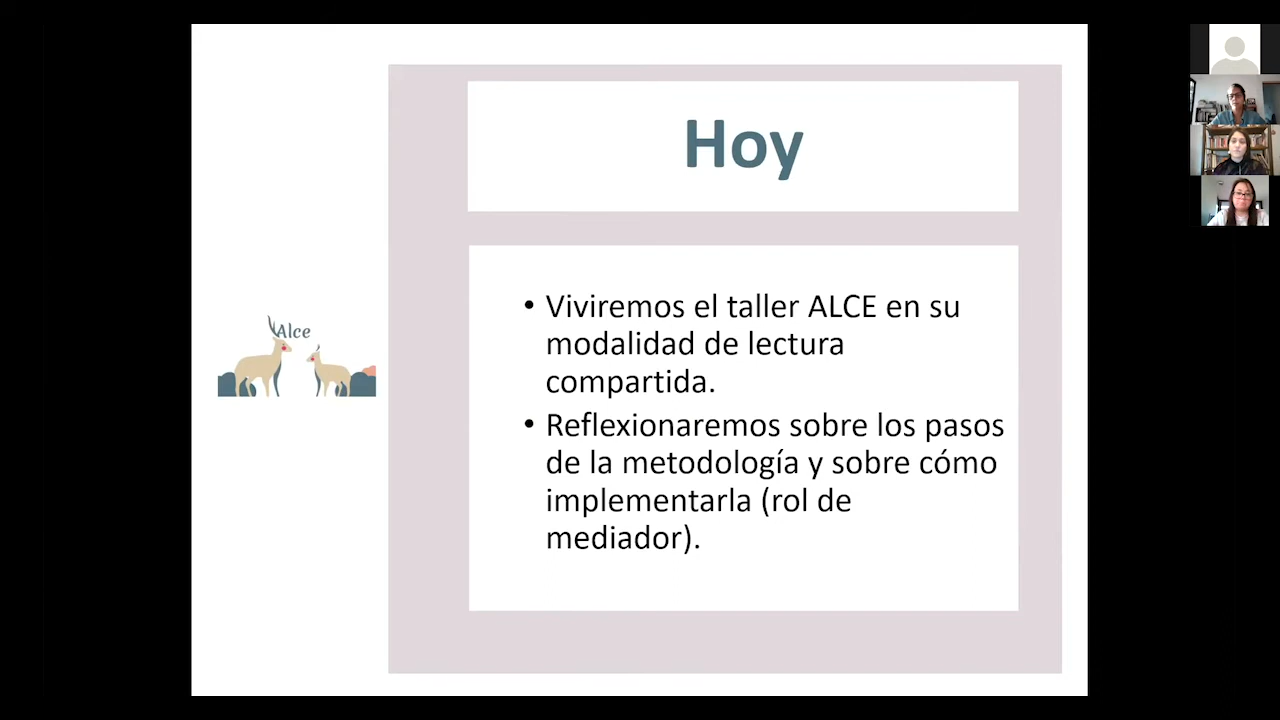 Hoy
Alce
• Viviremos el taller ALCE en su
modalidad de lectura
compartida.
• Reflexionaremos sobre los pasos
de la metodología y sobre cómo
implementarla (rol de
mediador).